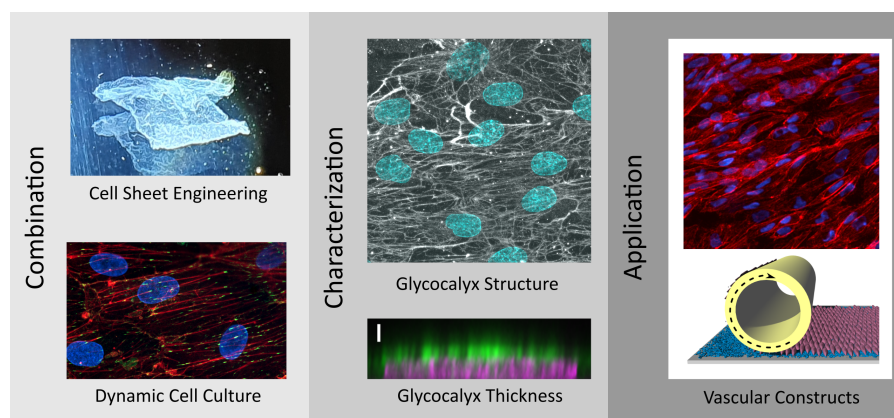 Combination
Cell Sheet Engineering
Dynamic Cell Culture
Characterization
Glycocalyx Structure
Glycocalyx Thickness
Application
Vascular Constructs